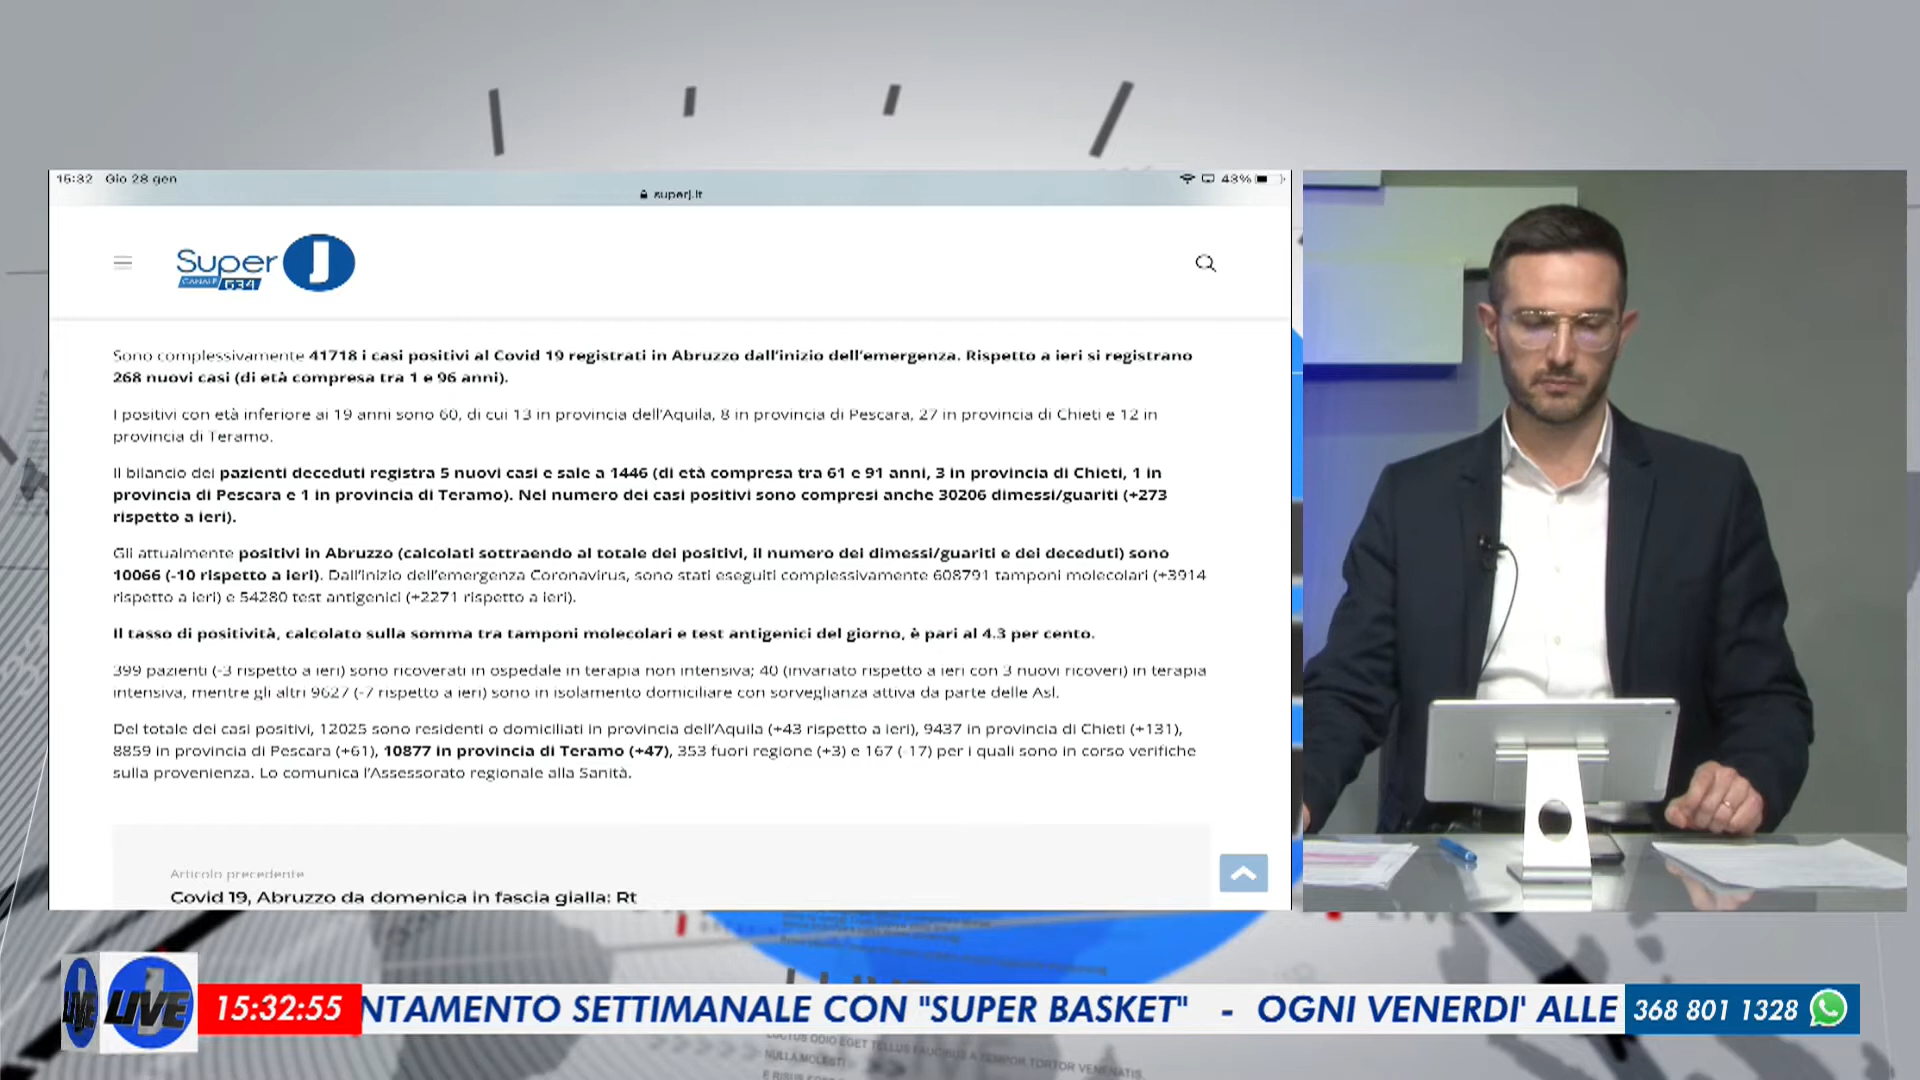 15:32 Gio 28 gen
superj.it
43%
Super J
CANALE 634
Sono complessivamente 41718 i casi positivi al Covid 19 registrati in Abruzzo dall'inizio dell'emergenza. Rispetto a ieri si registrano
268 nuovi casi (di età compresa tra 1 e 96 anni).
I positivi con età inferiore ai 19 anni sono 60, di cui 13 in provincia dell'Aquila, 8 in provincia di Pescara, 27 in provincia di Chieti e 12 in
provincia di Teramo.
Il bilancio dei pazienti deceduti registra 5 nuovi casi e sale a 1446 (di età compresa tra 61 e 91 anni, 3 in provincia di Chieti, 1 in
provincia di Pescara e 1 in provincia di Teramo). Nel numero dei casi positivi sono compresi anche 30206 dimessi/guariti (+273
rispetto a ieri).
Gli attualmente positivi in Abruzzo (calcolati sottraendo al totale dei positivi, il numero dei dimessi/guariti e dei deceduti) sono
10066 (-10 rispetto a ieri). Dall'inizio dell'emergenza Coronavirus, sono stati eseguiti complessivamente 608791 tamponi molecolari (+3914
rispetto a ieri) e 54280 test antigenici (+2271 rispetto a ieri).
Il tasso di positività, calcolato sulla somma tra tamponi molecolari e test antigenici del giorno, è pari al 4.3 per cento.
399 pazienti (-3 rispetto a ieri) sono ricoverati in ospedale in terapia non intensiva; 40 (invariato rispetto a ieri con 3 nuovi ricoveri) in terapia
intensiva, mentre gli altri 9627 (-7 rispetto a ieri) sono in isolamento domiciliare con sorveglianza attiva da parte delle Asl.
Del totale dei casi positivi, 12025 sono residenti o domiciliati in provincia dell'Aquila (+43 rispetto a ieri), 9437 in provincia di Chieti (+131),
8859 in provincia di Pescara (+61), 10877 in provincia di Teramo (+47), 353 fuori regione (+3) e 167 (-17) per i quali sono in corso verifiche
sulla provenienza. Lo comunica l'Assessorato regionale alla Sanità.
Articolo precedente
Covid 19, Abruzzo da domenica in fascia gialla: Rt
LIVE
J LIVE
15:32:55
NTAMENTO SETTIMANALE CON "SUPER BASKET" - OGNI VENERDI' ALLE
368 801 1328
LUCTUS ODIO EGET TELLUS FAUCIBUS A TEMPOR TORTOR VENENATIS
NULLA MOLESTI